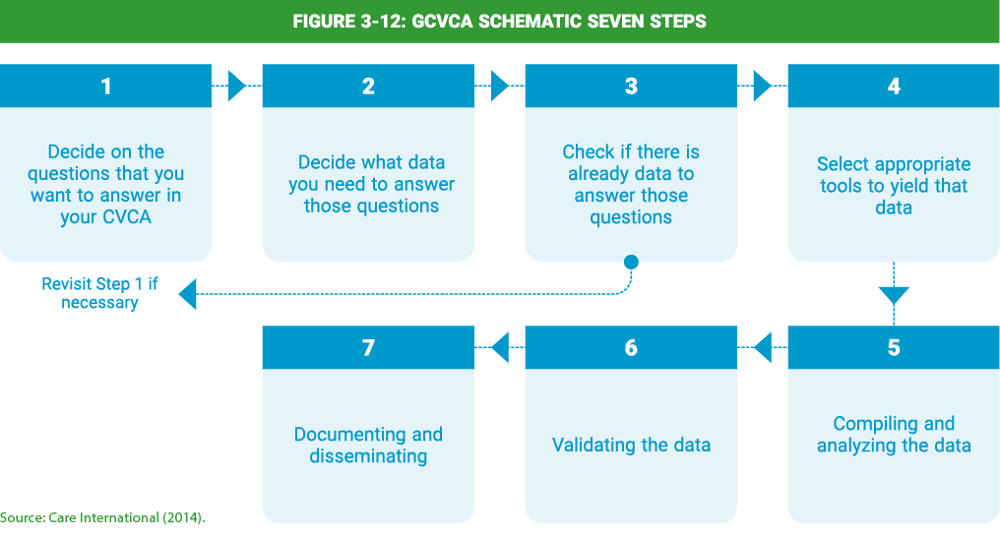 FIGURE 3-12: GCVCA SCHEMATIC SEVEN STEPS
1
Decide on the
questions that you
want to answer in
your CVCA
2
Decide what data
you need to answer
those questions
3
Check if there is
already data to
answer those
questions
4
Select appropriate
tools to yield that
data
Revisit Step 1 if
necessary
5
Compiling and
analyzing the data
6
Validating the data
7
Documenting and
disseminating
Source: Care International (2014).